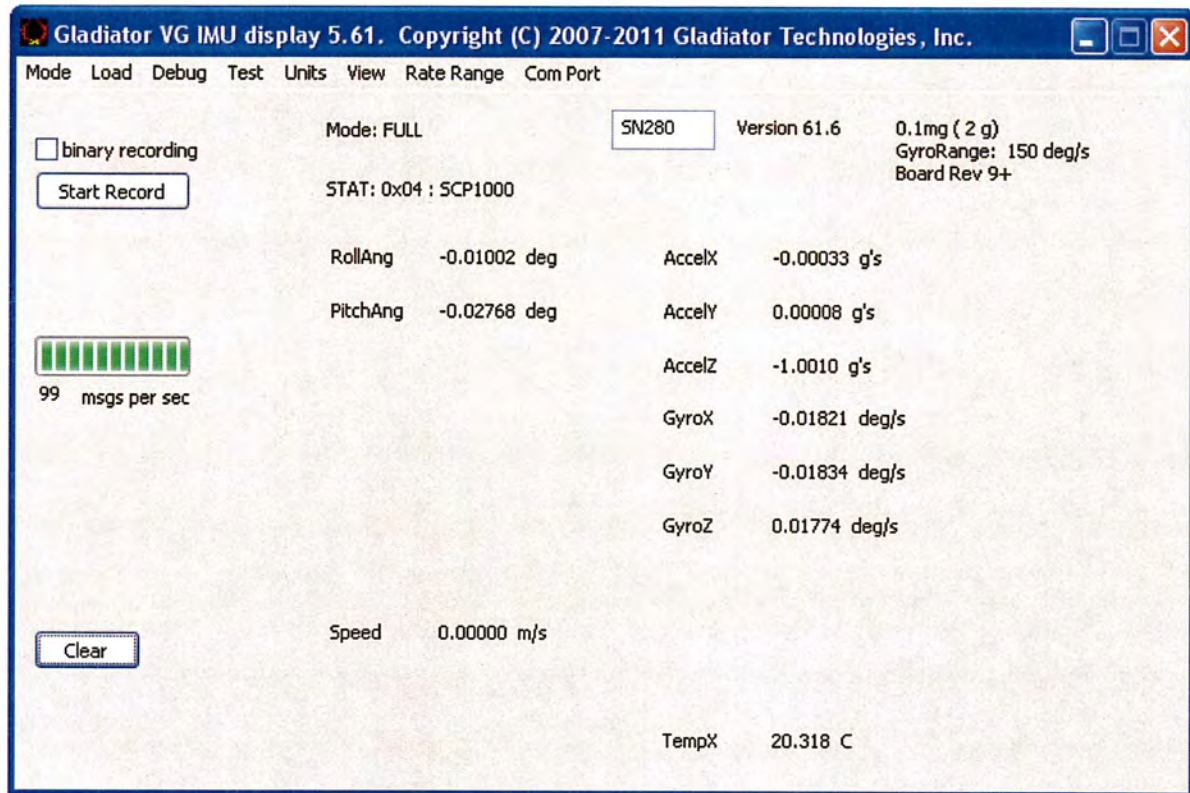 Gladiator VG IMU display 5.61. Copyright (C) 2007-2011 Gladiator Technologies, Inc.
Mode Load Debug Test Units View Rate Range Com Port
binary recording
Start Record
Mode: FULL
SN280
Version 61.6
0.1mg ( 2 g)
GyroRange: 150 deg/s
Board Rev 9+
STAT: 0x04 : SCP1000
RollAng -0.01002 deg
PitchAng -0.02768 deg
99 msgs per sec
AccelX -0.00033 g's
AccelY 0.00008 g's
AccelZ -1.0010 g's
GyroX -0.01821 deg/s
GyroY -0.01834 deg/s
GyroZ 0.01774 deg/s
Clear
Speed 0.00000 m/s
TempX 20.318 C